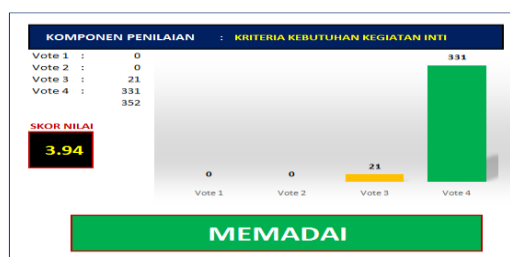 KOMPONEN PENILAIAN : KRITERIA KEBUTUHAN KEGIATAN INTI
Vote 1 : 0
Vote 2 : 0
Vote 3 : 21
Vote 4 : 331
352
SKOR NILAI
3.94
0
0
21
331
Vote 1 Vote 2 Vote 3 Vote 4
MEMADAI